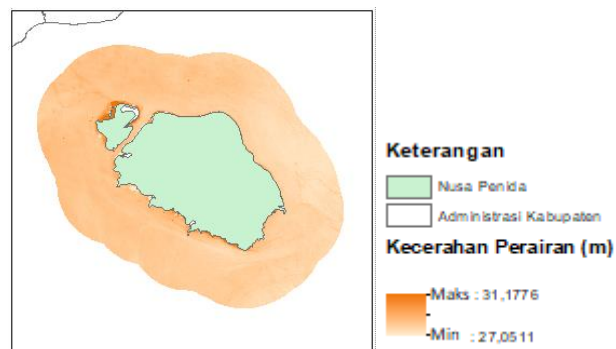 Keterangan
Nusa Penida
Administrasi Kabupaten
Kecerahan Perairan (m)
Maks : 31,1776
Min : 27,0511